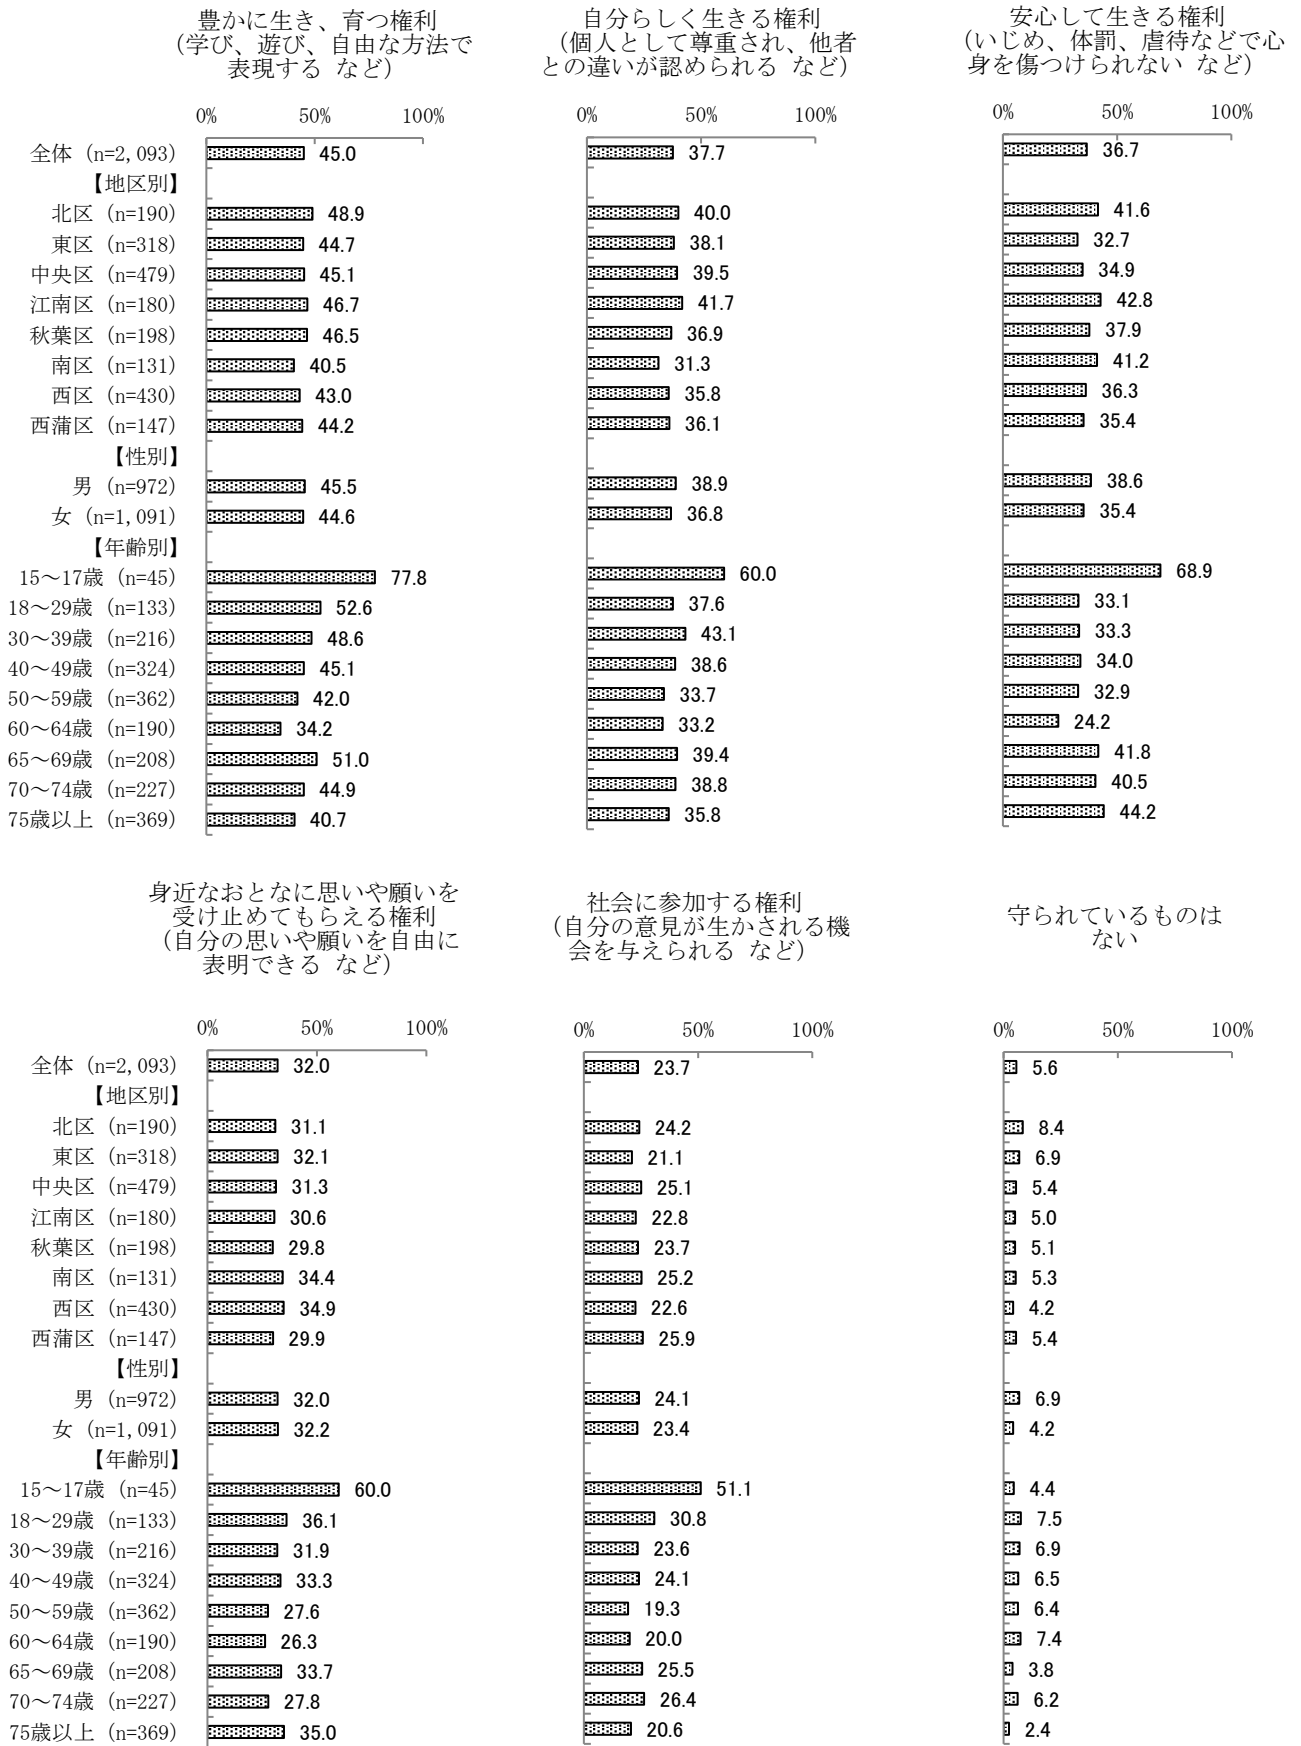 豊かに生き、育つ権利
（学び、遊び、自由な方法で
表現する など）
自分らしく生きる権利
（個人として尊重され、他者
との違いが認められる など）
安心して生きる権利
（いじめ、体罰、虐待などで心
身を傷つけられない など）
0% 50% 100% 0% 50% 100% 0% 50% 100%
全体 (n=2,093) 45.0 37.7 36.7
【地区別】
北区 (n=190) 48.9 40.0 41.6
東区 (n=318) 44.7 38.1 32.7
中央区 (n=479) 45.1 39.5 34.9
江南区 (n=180) 46.7 41.7 42.8
秋葉区 (n=198) 46.5 36.9 37.9
南区 (n=131) 40.5 31.3 41.2
西区 (n=430) 43.0 35.8 36.3
西蒲区 (n=147) 44.2 36.1 35.4
【性別】
男 (n=972) 45.5 38.9 38.6
女 (n=1,091) 44.6 36.8 35.4
【年齢別】
15～17歳 (n=45) 77.8 60.0 68.9
18～29歳 (n=133) 52.6 37.6 33.1
30～39歳 (n=216) 48.6 43.1 33.3
40～49歳 (n=324) 45.1 38.6 34.0
50～59歳 (n=362) 42.0 33.7 32.9
60～64歳 (n=190) 34.2 33.2 24.2
65～69歳 (n=208) 51.0 39.4 41.8
70～74歳 (n=227) 44.9 38.8 40.5
75歳以上 (n=369) 40.7 35.8 44.2
身近なおとなに思いや願いを
受け止めてもらえる権利
（自分の思いや願いを自由に
表明できる など）
社会に参加する権利
（自分の意見が生かされる機
会を与えられる など）
守られているものは
ない
0% 50% 100% 0% 50% 100% 0% 50% 100%
全体 (n=2,093) 32.0 23.7 5.6
【地区別】
北区 (n=190) 31.1 24.2 8.4
東区 (n=318) 32.1 21.1 6.9
中央区 (n=479) 31.3 25.1 5.4
江南区 (n=180) 30.6 22.8 5.0
秋葉区 (n=198) 29.8 23.7 5.1
南区 (n=131) 34.4 25.2 5.3
西区 (n=430) 34.9 22.6 4.2
西蒲区 (n=147) 29.9 25.9 5.4
【性別】
男 (n=972) 32.0 24.1 6.9
女 (n=1,091) 32.2 23.4 4.2
【年齢別】
15～17歳 (n=45) 60.0 51.1 4.4
18～29歳 (n=133) 36.1 30.8 7.5
30～39歳 (n=216) 31.9 23.6 6.9
40～49歳 (n=324) 33.3 24.1 6.5
50～59歳 (n=362) 27.6 19.3 6.4
60～64歳 (n=190) 26.3 20.0 7.4
65～69歳 (n=208) 33.7 25.5 3.8
70～74歳 (n=227) 27.8 26.4 6.2
75歳以上 (n=369) 35.0 20.6 2.4